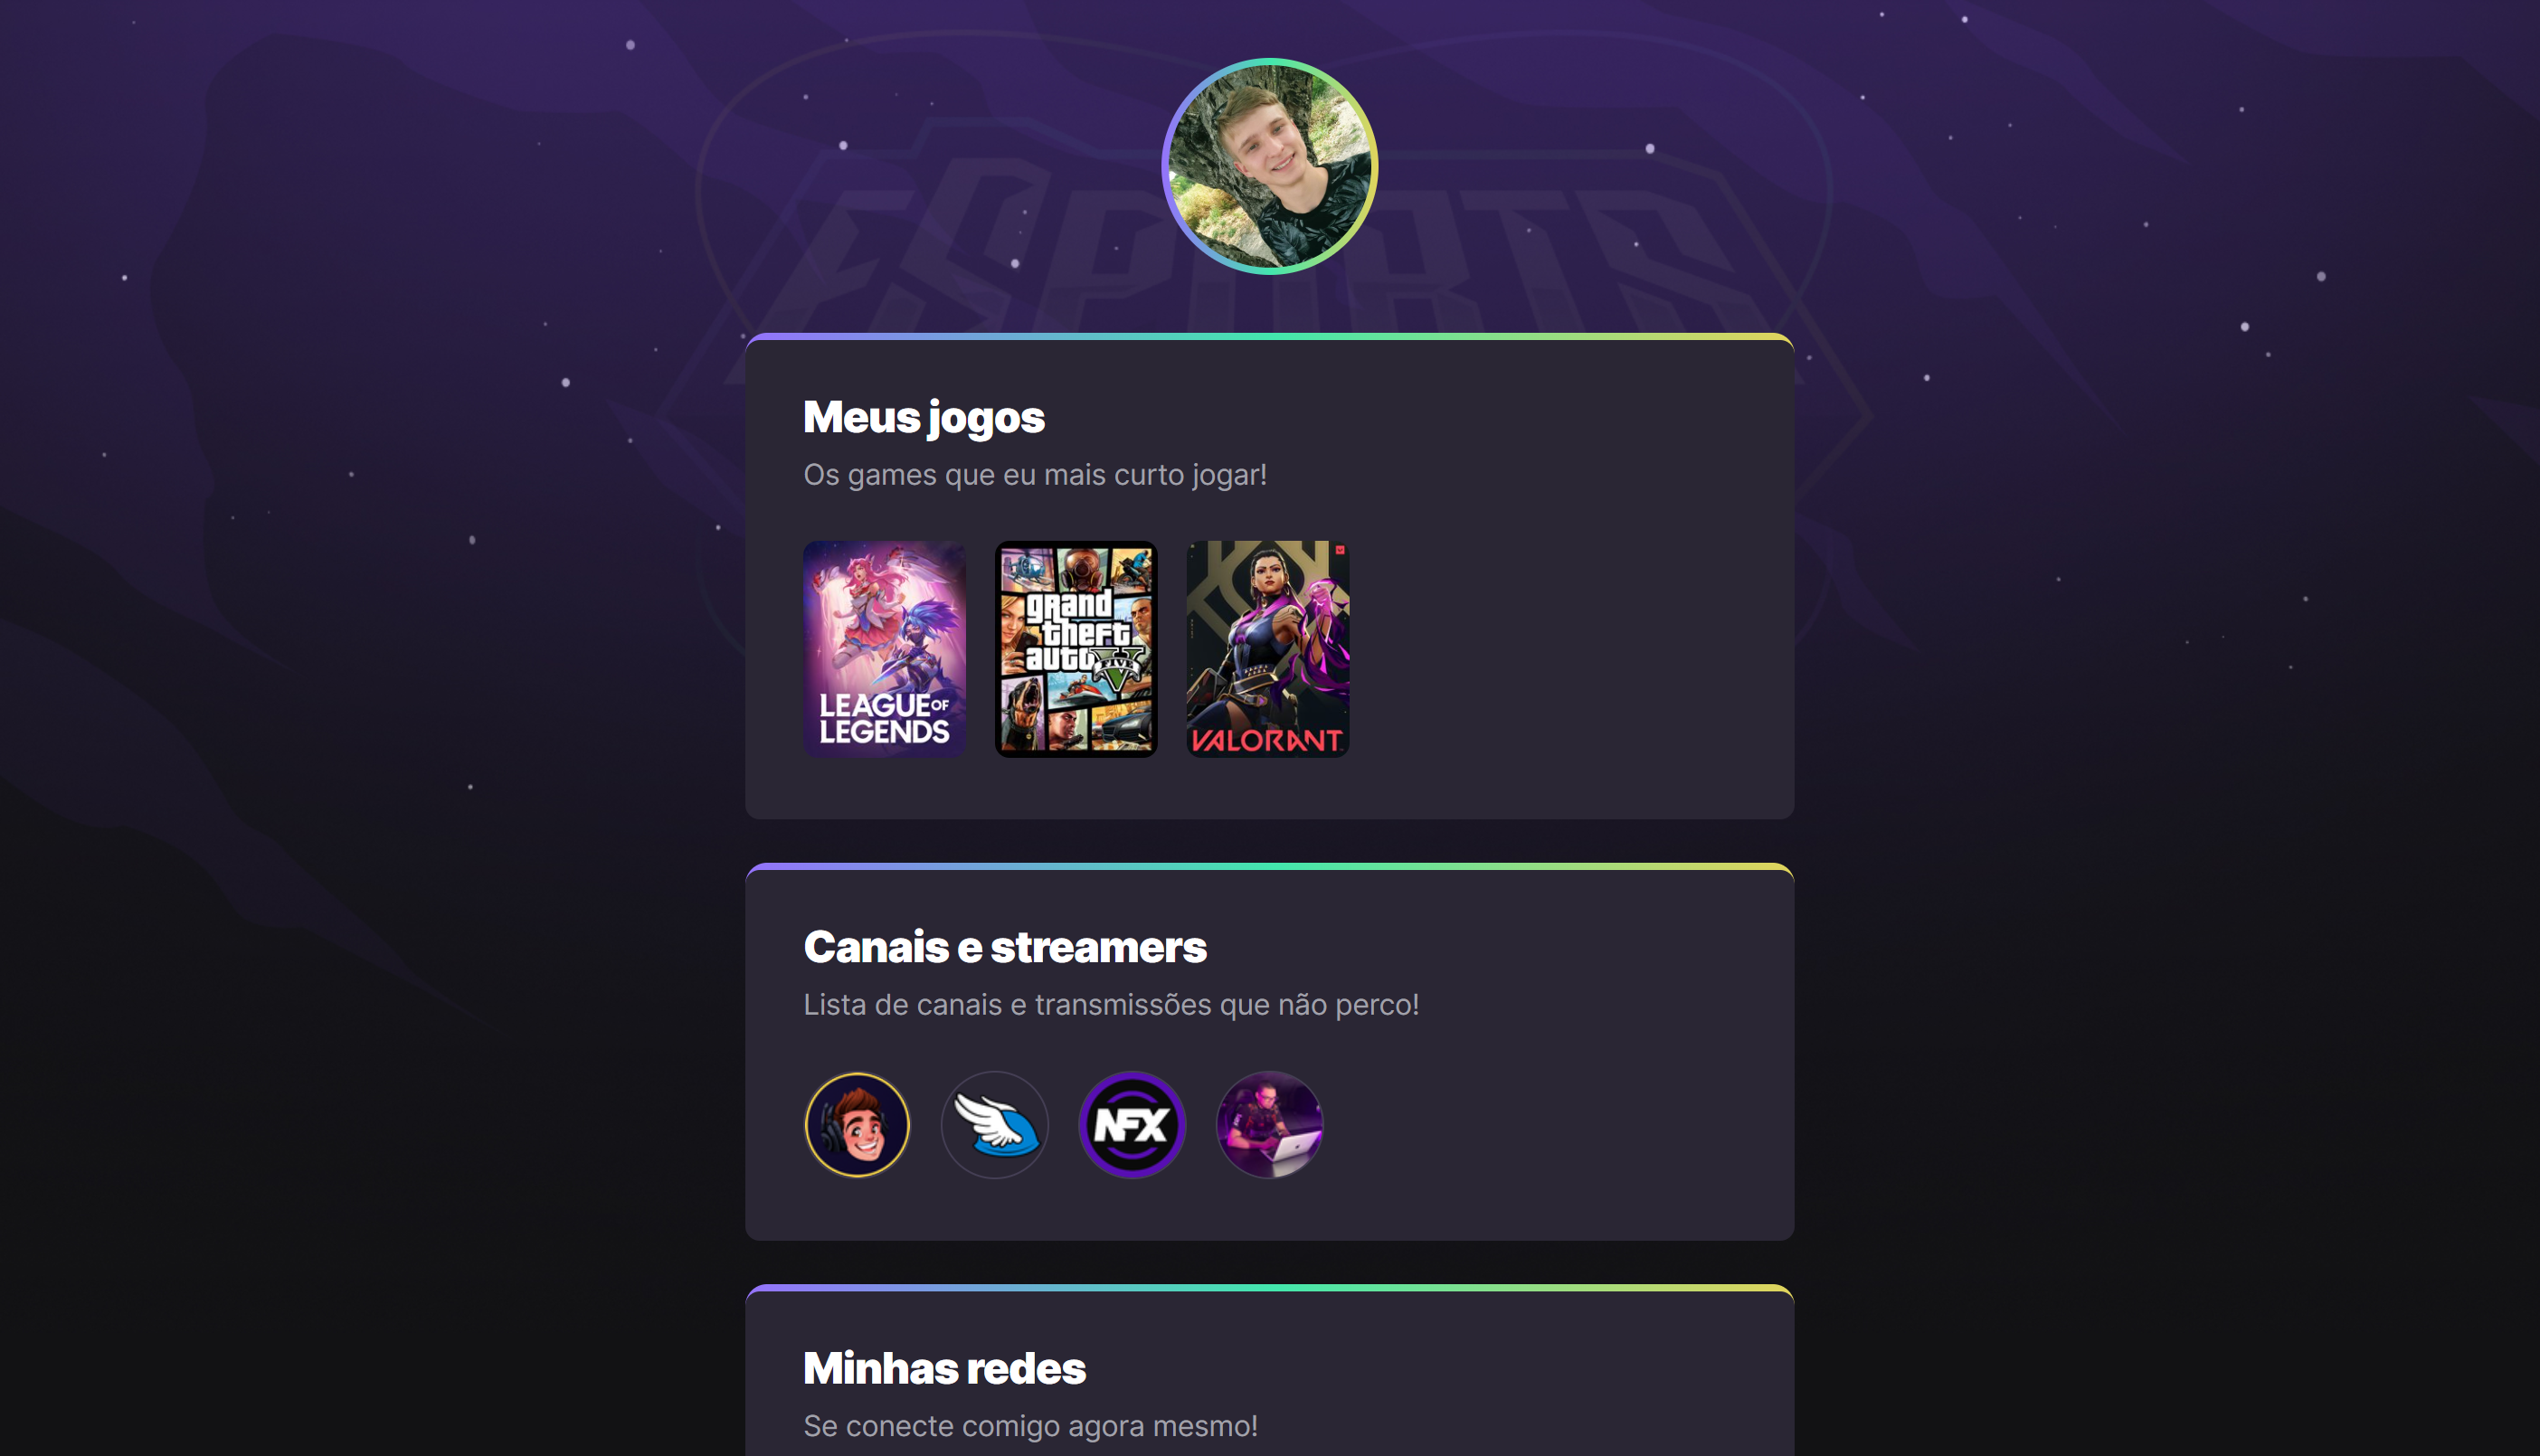 ESPORTS
Meus jogos
Os games que eu mais curto jogar!
LEAGUE OF
LEGENDS
grand
theft
auto
FIVE
V
VALORANT
Canais e streamers
Lista de canais e transmissões que não perco!
NFX
Minhas redes
Se conecte comigo agora mesmo!